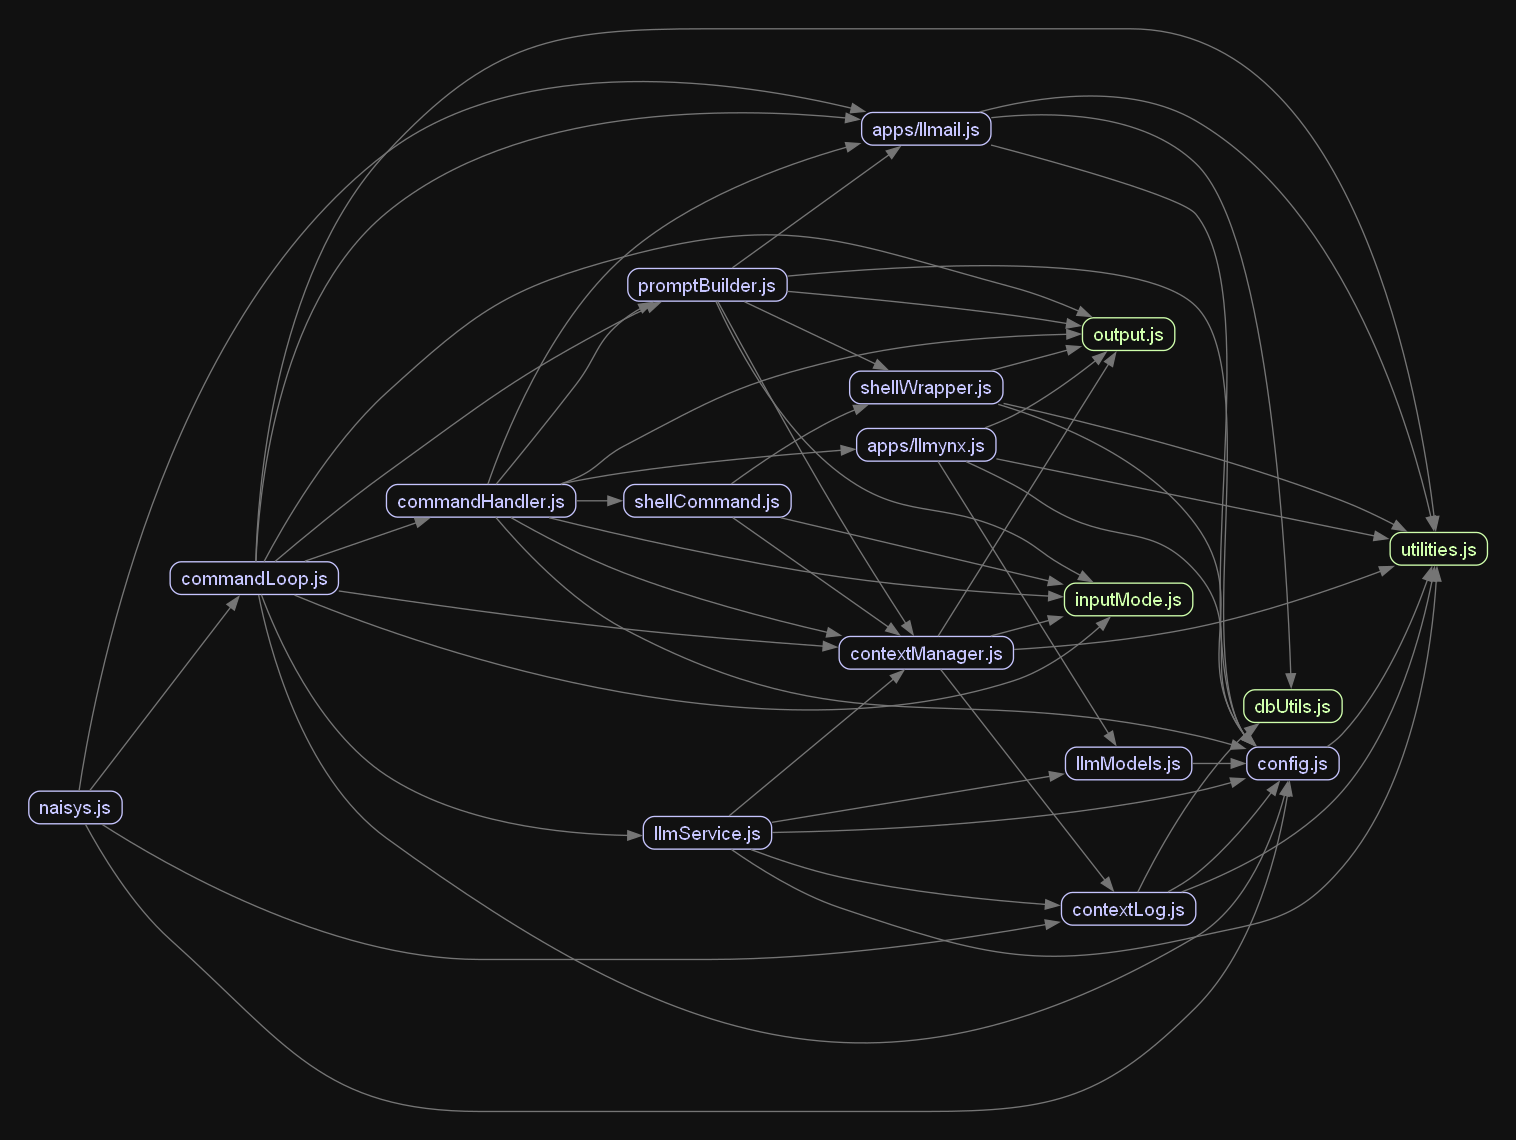 apps/llmail.js
promptBuilder.js
output.js
shellWrapper.js
apps/llmynx.js
commandHandler.js
shellCommand.js
utilities.js
commandLoop.js
inputMode.js
contextManager.js
dbUtils.js
llmModels.js
config.js
naisys.js
llmService.js
contextLog.js